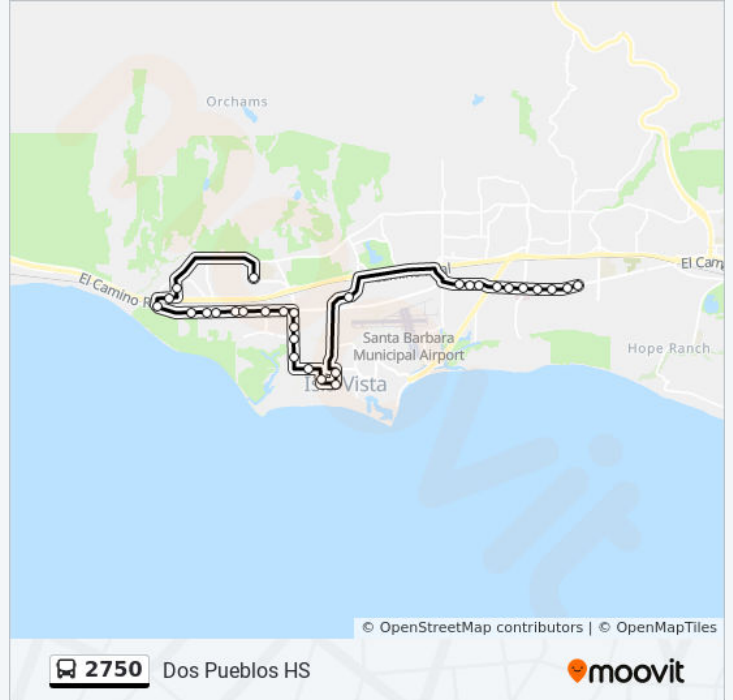 Orchams
El Camino R
al
El Cam
Santa Barbara
Municipal Airport
Hope Ranch
Vista
© OpenStreetMap contributors | © OpenMapTiles
2750 Dos Pueblos HS
moovit